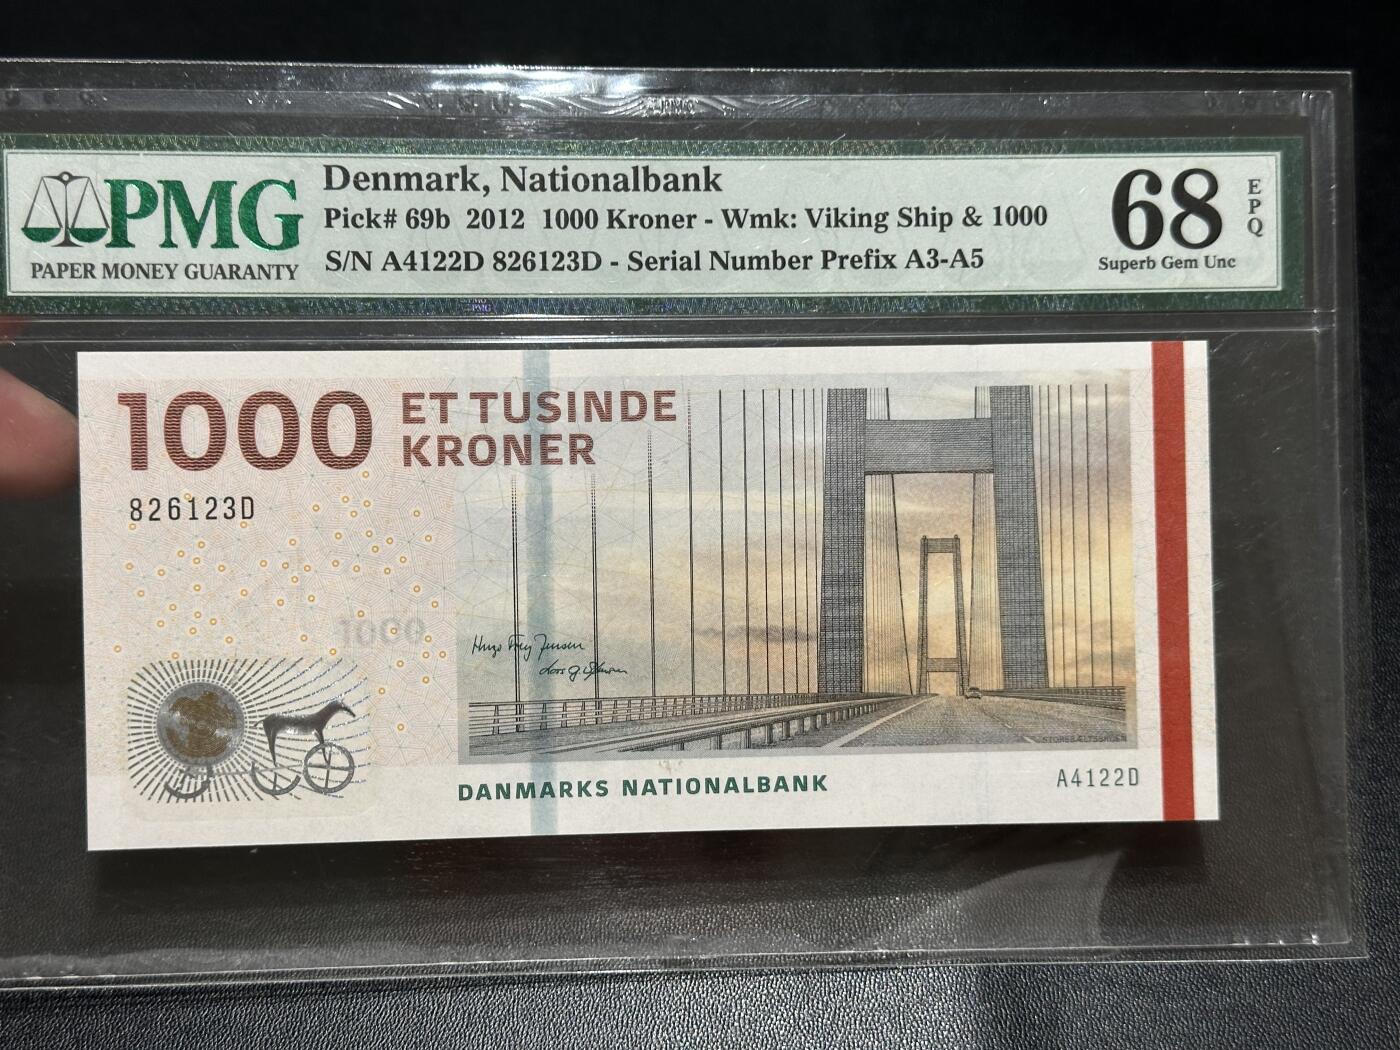 PMG
PAPER MONEY GUARANTY
Denmark, Nationalbank
Pick# 69b 2012 1000 Kroner - Wmk: Viking Ship & 1000
S/N A4122D 826123D - Serial Number Prefix A3-A5
68
EPQ
Superb Gem Unc
1000
ET TUSINDE
KRONER
826123D
1000
STOREBÆLTSBROEN
DANMARKS NATIONALBANK
A4122D